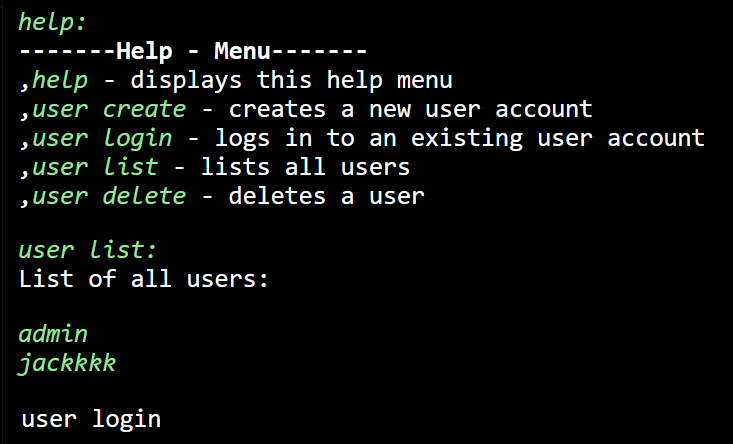 help:
-------Help - Menu-------
,help - displays this help menu
,user create - creates a new user account
,user login - logs in to an existing user account
,user list - lists all users
,user delete - deletes a user
user list:
List of all users:
admin
jackkkk
user login